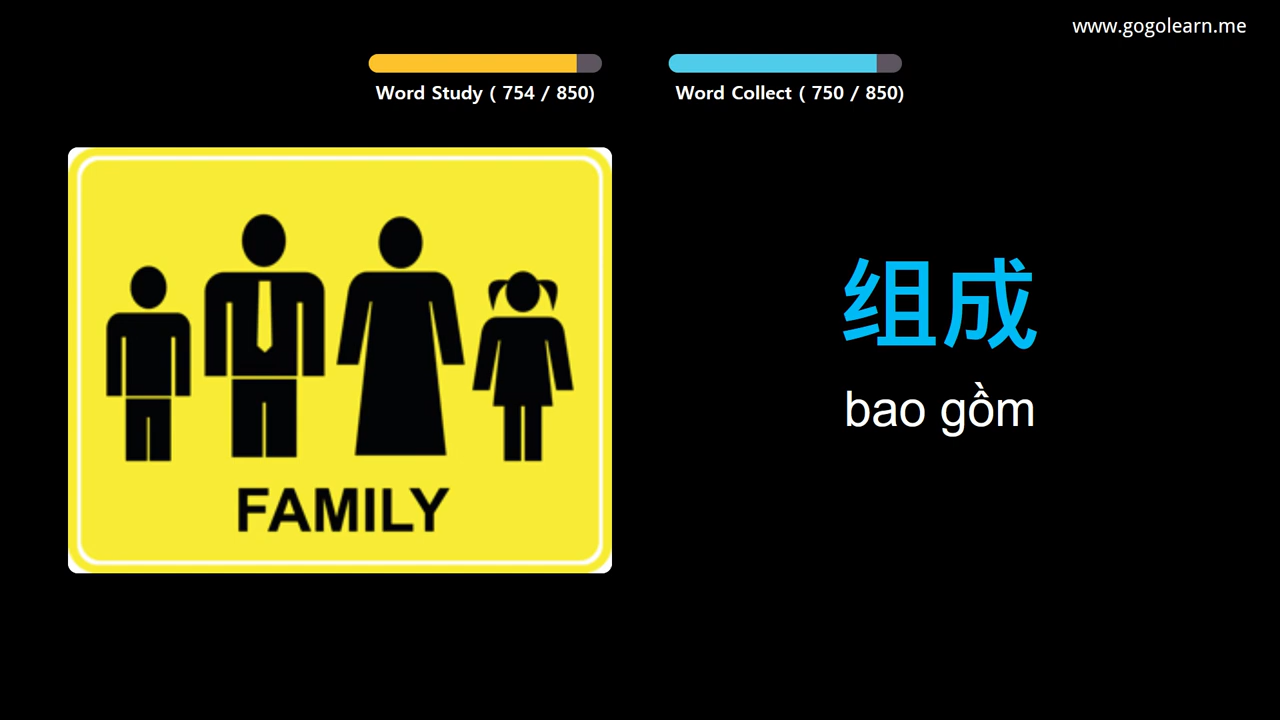 www.gogolearn.me
Word Study ( 754 / 850)
Word Collect ( 750 / 850)
组成
bao gồm
FAMILY